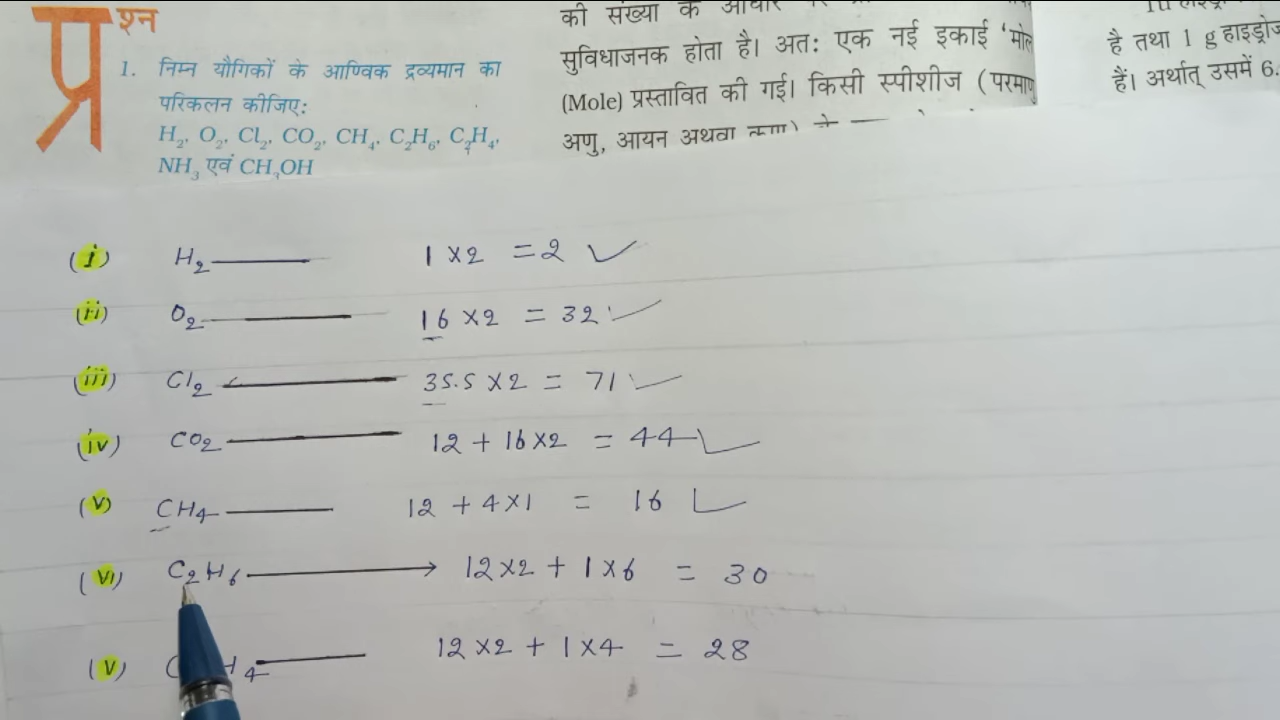 प्रश्न
1. निम्न यौगिकों के आण्विक द्रव्यमान का
परिकलन कीजिए:
H₂, O₂, Cl₂, CO₂, CH₄, C₂H₆, C₂H₄,
NH₃ एवं CH₃OH
की संख्या के आधार पर
सुविधाजनक होता है। अतः एक नई इकाई 'मोल
(Mole) प्रस्तावित की गई। किसी स्पीशीज (परमाणु
अणु, आयन अथवा
है तथा 1 g हाइड्रोज
हैं। अर्थात् उसमें 6.
(i) H₂ 1 × 2 = 2 ✓
(ii) O₂ 16 × 2 = 32 ✓
(iii) Cl₂ 35.5 × 2 = 71 ✓
(iv) CO₂ 12 + 16 × 2 = 44 ✓
(v) CH₄ 12 + 4 × 1 = 16 ✓
(vi) C₂H₆ → 12 × 2 + 1 × 6 = 30
(v) C H₄ 12 × 2 + 1 × 4 = 28